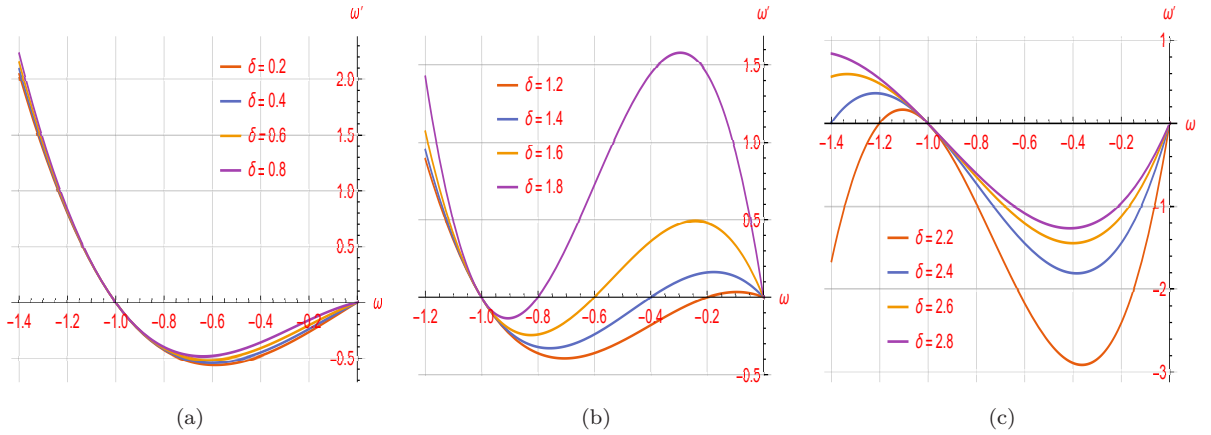 ω′
δ = 0.2
δ = 0.4
δ = 0.6
δ = 0.8
2.0
1.5
1.0
0.5
ω
−1.4 −1.2 −1.0 −0.8 −0.6 −0.4 −0.2
−0.5
(a)
ω′
δ = 1.2
δ = 1.4
δ = 1.6
δ = 1.8
1.5
1.0
0.5
ω
−1.2 −1.0 −0.8 −0.6 −0.4 −0.2
−0.5
(b)
ω′
1
ω
−1.4 −1.2 −1.0 −0.8 −0.6 −0.4 −0.2
−1
δ = 2.2
δ = 2.4
δ = 2.6
δ = 2.8
−2
−3
(c)